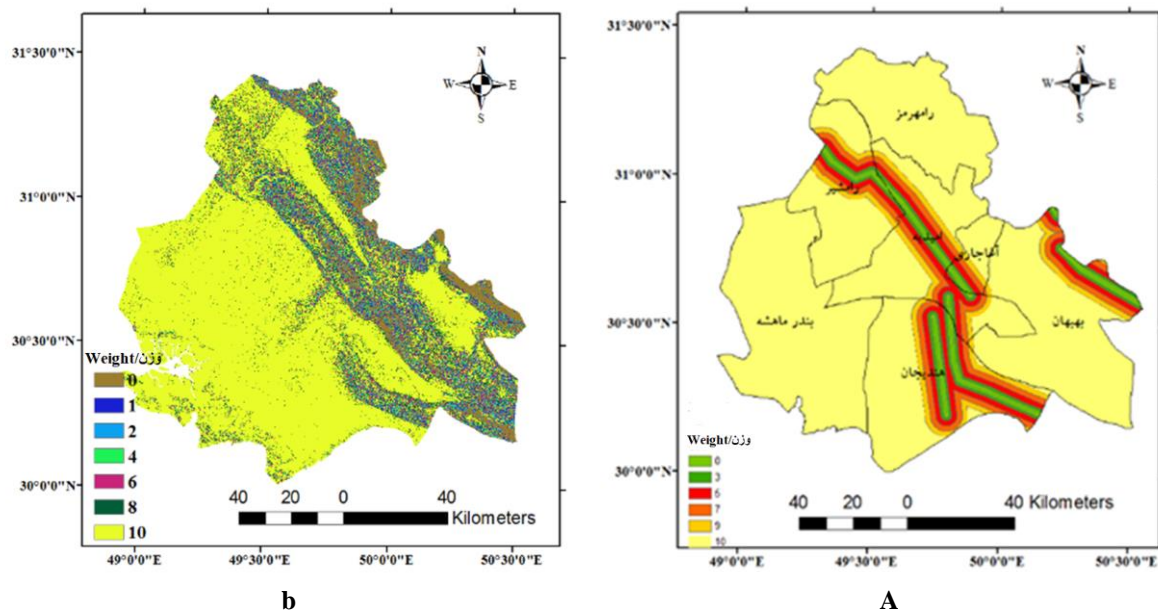 31°30'0"N
31°0'0"N
30°30'0"N
30°0'0"N
N
W E
S
Weight/وزن
0
1
2
4
6
8
10
40 20 0 40
Kilometers
49°0'0"E 49°30'0"E 50°0'0"E 50°30'0"E
b
31°30'0"N
31°0'0"N
30°30'0"N
30°0'0"N
N
W E
S
رامهرمز
رامشیر
امیدیه
آغاجاری
بهبهان
بندر ماهشه
هندیجان
Weight/وزن
0
3
5
7
9
10
40 20 0 40 Kilometers
49°0'0"E 49°30'0"E 50°0'0"E 50°30'0"E
A